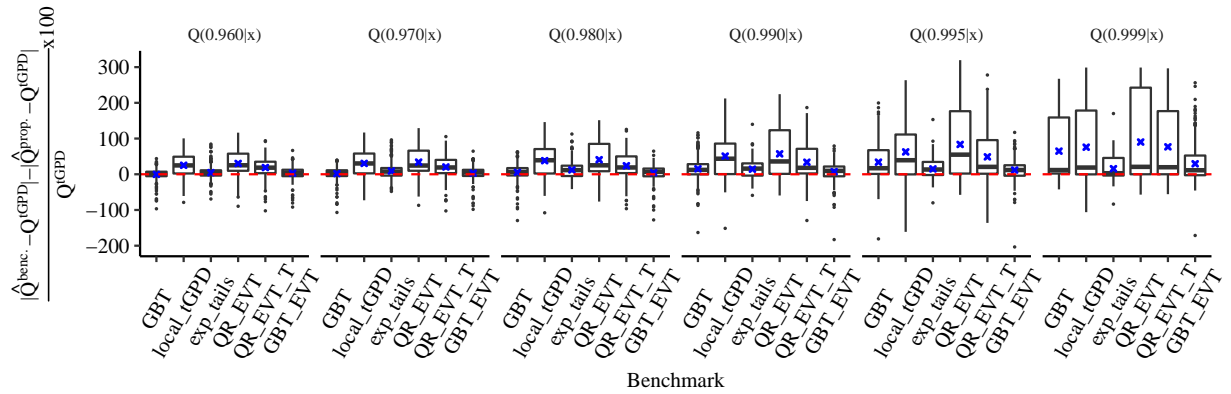 |Q̂^benc. −Q^tGPD|−|Q̂^prop. −Q^tGPD|
Q^tGPD
x100
Q(0.960|x) Q(0.970|x) Q(0.980|x) Q(0.990|x) Q(0.995|x) Q(0.999|x)
300
200
100
0
−100
−200
GBT local_tGPD exp_tails QR_EVT QR_EVT_T GBT_EVT GBT local_tGPD exp_tails QR_EVT QR_EVT_T GBT_EVT GBT local_tGPD exp_tails QR_EVT QR_EVT_T GBT_EVT GBT local_tGPD exp_tails QR_EVT QR_EVT_T GBT_EVT GBT local_tGPD exp_tails QR_EVT QR_EVT_T GBT_EVT GBT local_tGPD exp_tails QR_EVT QR_EVT_T GBT_EVT
Benchmark